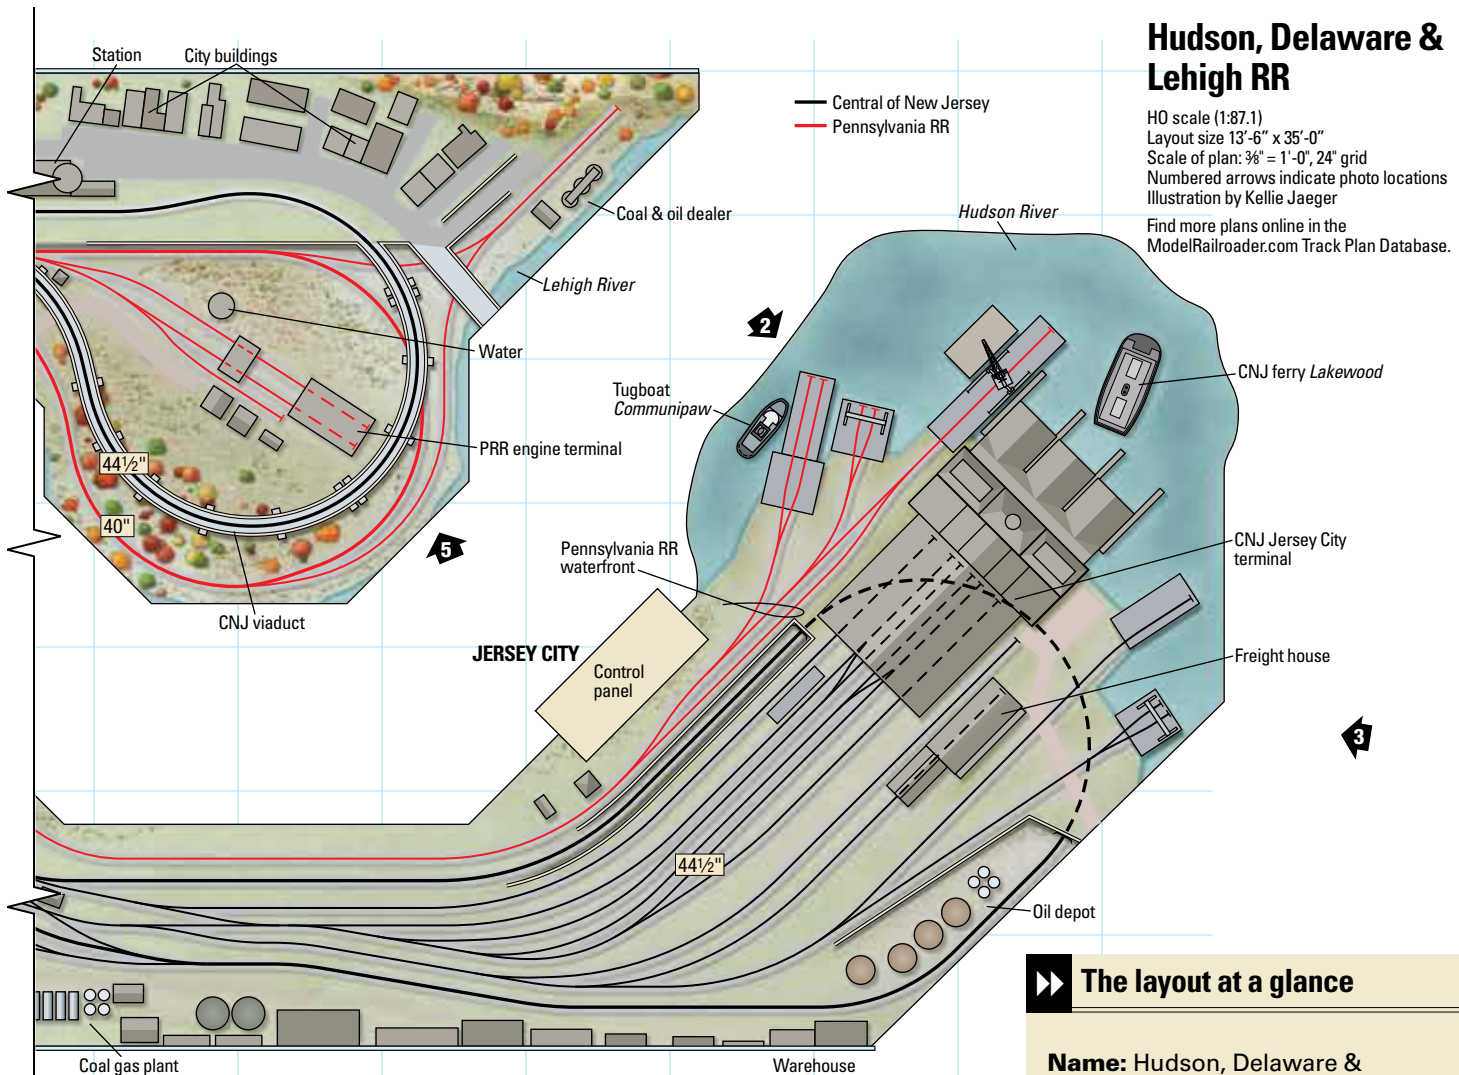 Hudson, Delaware &
Lehigh RR
HO scale (1:87.1)
Layout size 13'-6" x 35'-0"
Scale of plan: 3⁄8" = 1'-0", 24" grid
Numbered arrows indicate photo locations
Illustration by Kellie Jaeger
Find more plans online in the
ModelRailroader.com Track Plan Database.
Central of New Jersey
Pennsylvania RR
Station
City buildings
Coal & oil dealer
Lehigh River
Water
PRR engine terminal
44½"
40"
CNJ viaduct
5
2
Hudson River
Tugboat
Communipaw
CNJ ferry Lakewood
CNJ Jersey City
terminal
Pennsylvania RR
waterfront
JERSEY CITY
Control
panel
Freight house
3
44½"
Oil depot
Coal gas plant
Warehouse
The layout at a glance
Name: Hudson, Delaware &